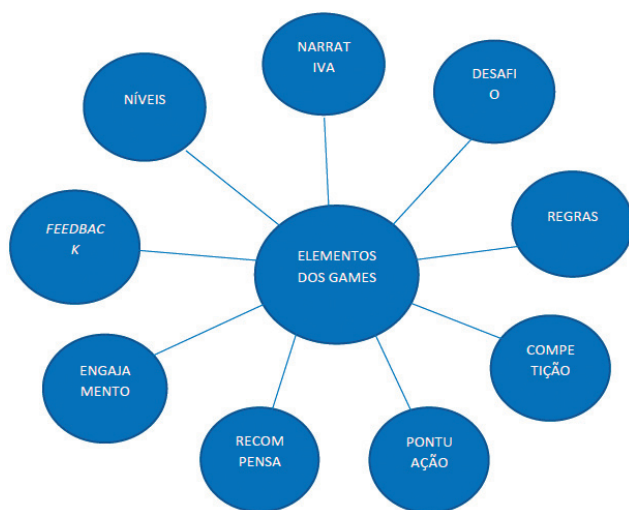 NARRAT
IVA
DESAFI
O
NÍVEIS
REGRAS
FEEDBAC
K
ELEMENTOS
DOS GAMES
COMPE
TIÇÃO
ENGAJA
MENTO
RECOM
PENSA
PONTU
AÇÃO